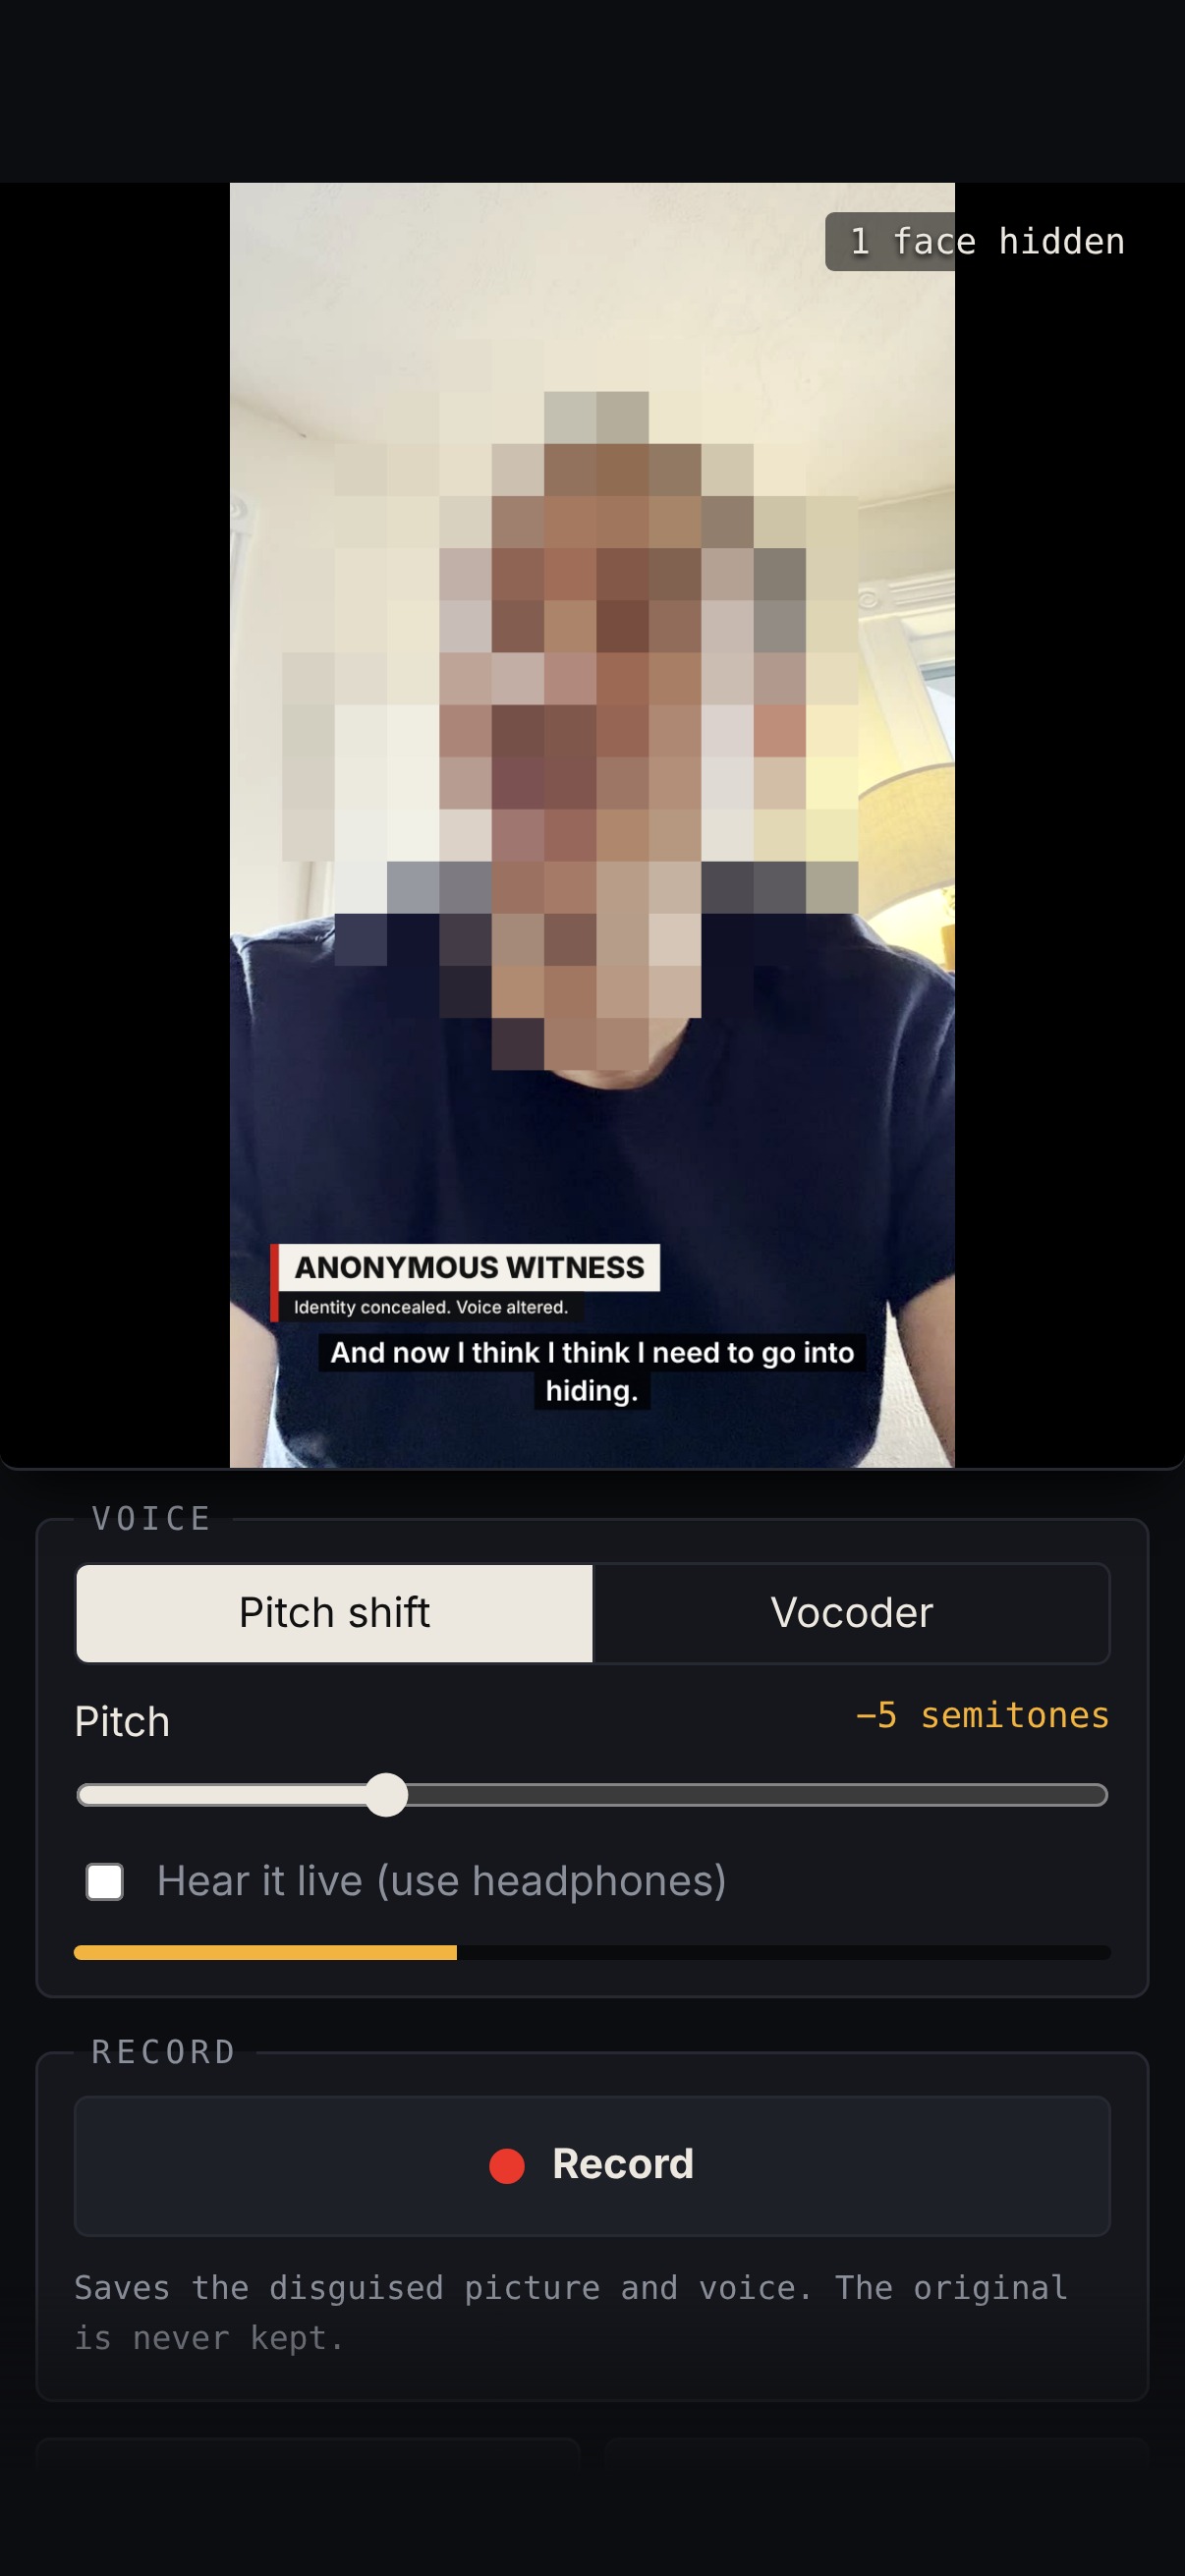 1 face hidden
ANONYMOUS WITNESS
Identity concealed. Voice altered.
And now I think I think I need to go into
hiding.
VOICE
Pitch shift
Vocoder
Pitch
−5 semitones
Hear it live (use headphones)
RECORD
Record
Saves the disguised picture and voice. The original
is never kept.